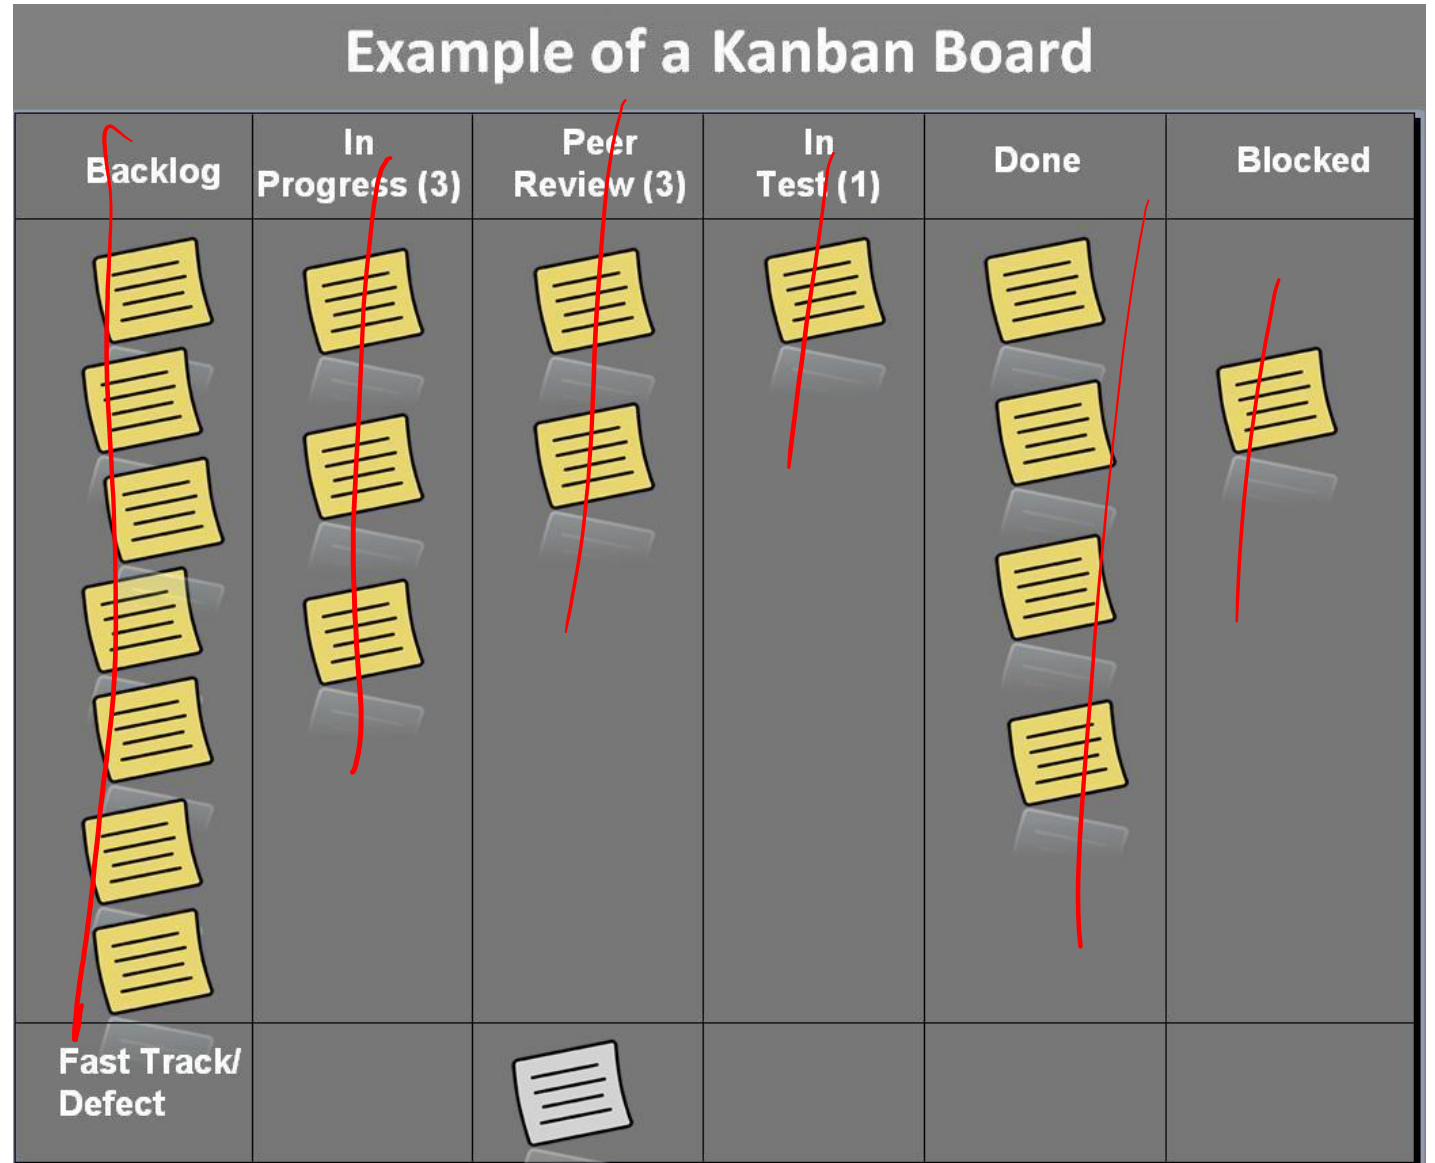 Example of a Kanban Board
Backlog
In
Progress (3)
Peer
Review (3)
In
Test (1)
Done
Blocked
Fast Track/
Defect